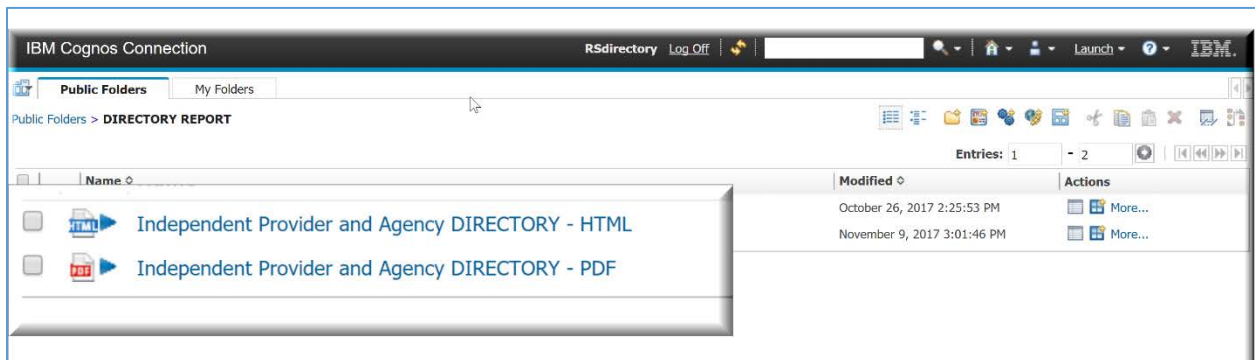 IBM Cognos Connection RSdirectory Log Off Launch IBM.
Public Folders My Folders
Public Folders > DIRECTORY REPORT
Entries: 1 - 2
Name Modified Actions
HTML Independent Provider and Agency DIRECTORY - HTML October 26, 2017 2:25:53 PM More...
PDF Independent Provider and Agency DIRECTORY - PDF November 9, 2017 3:01:46 PM More...